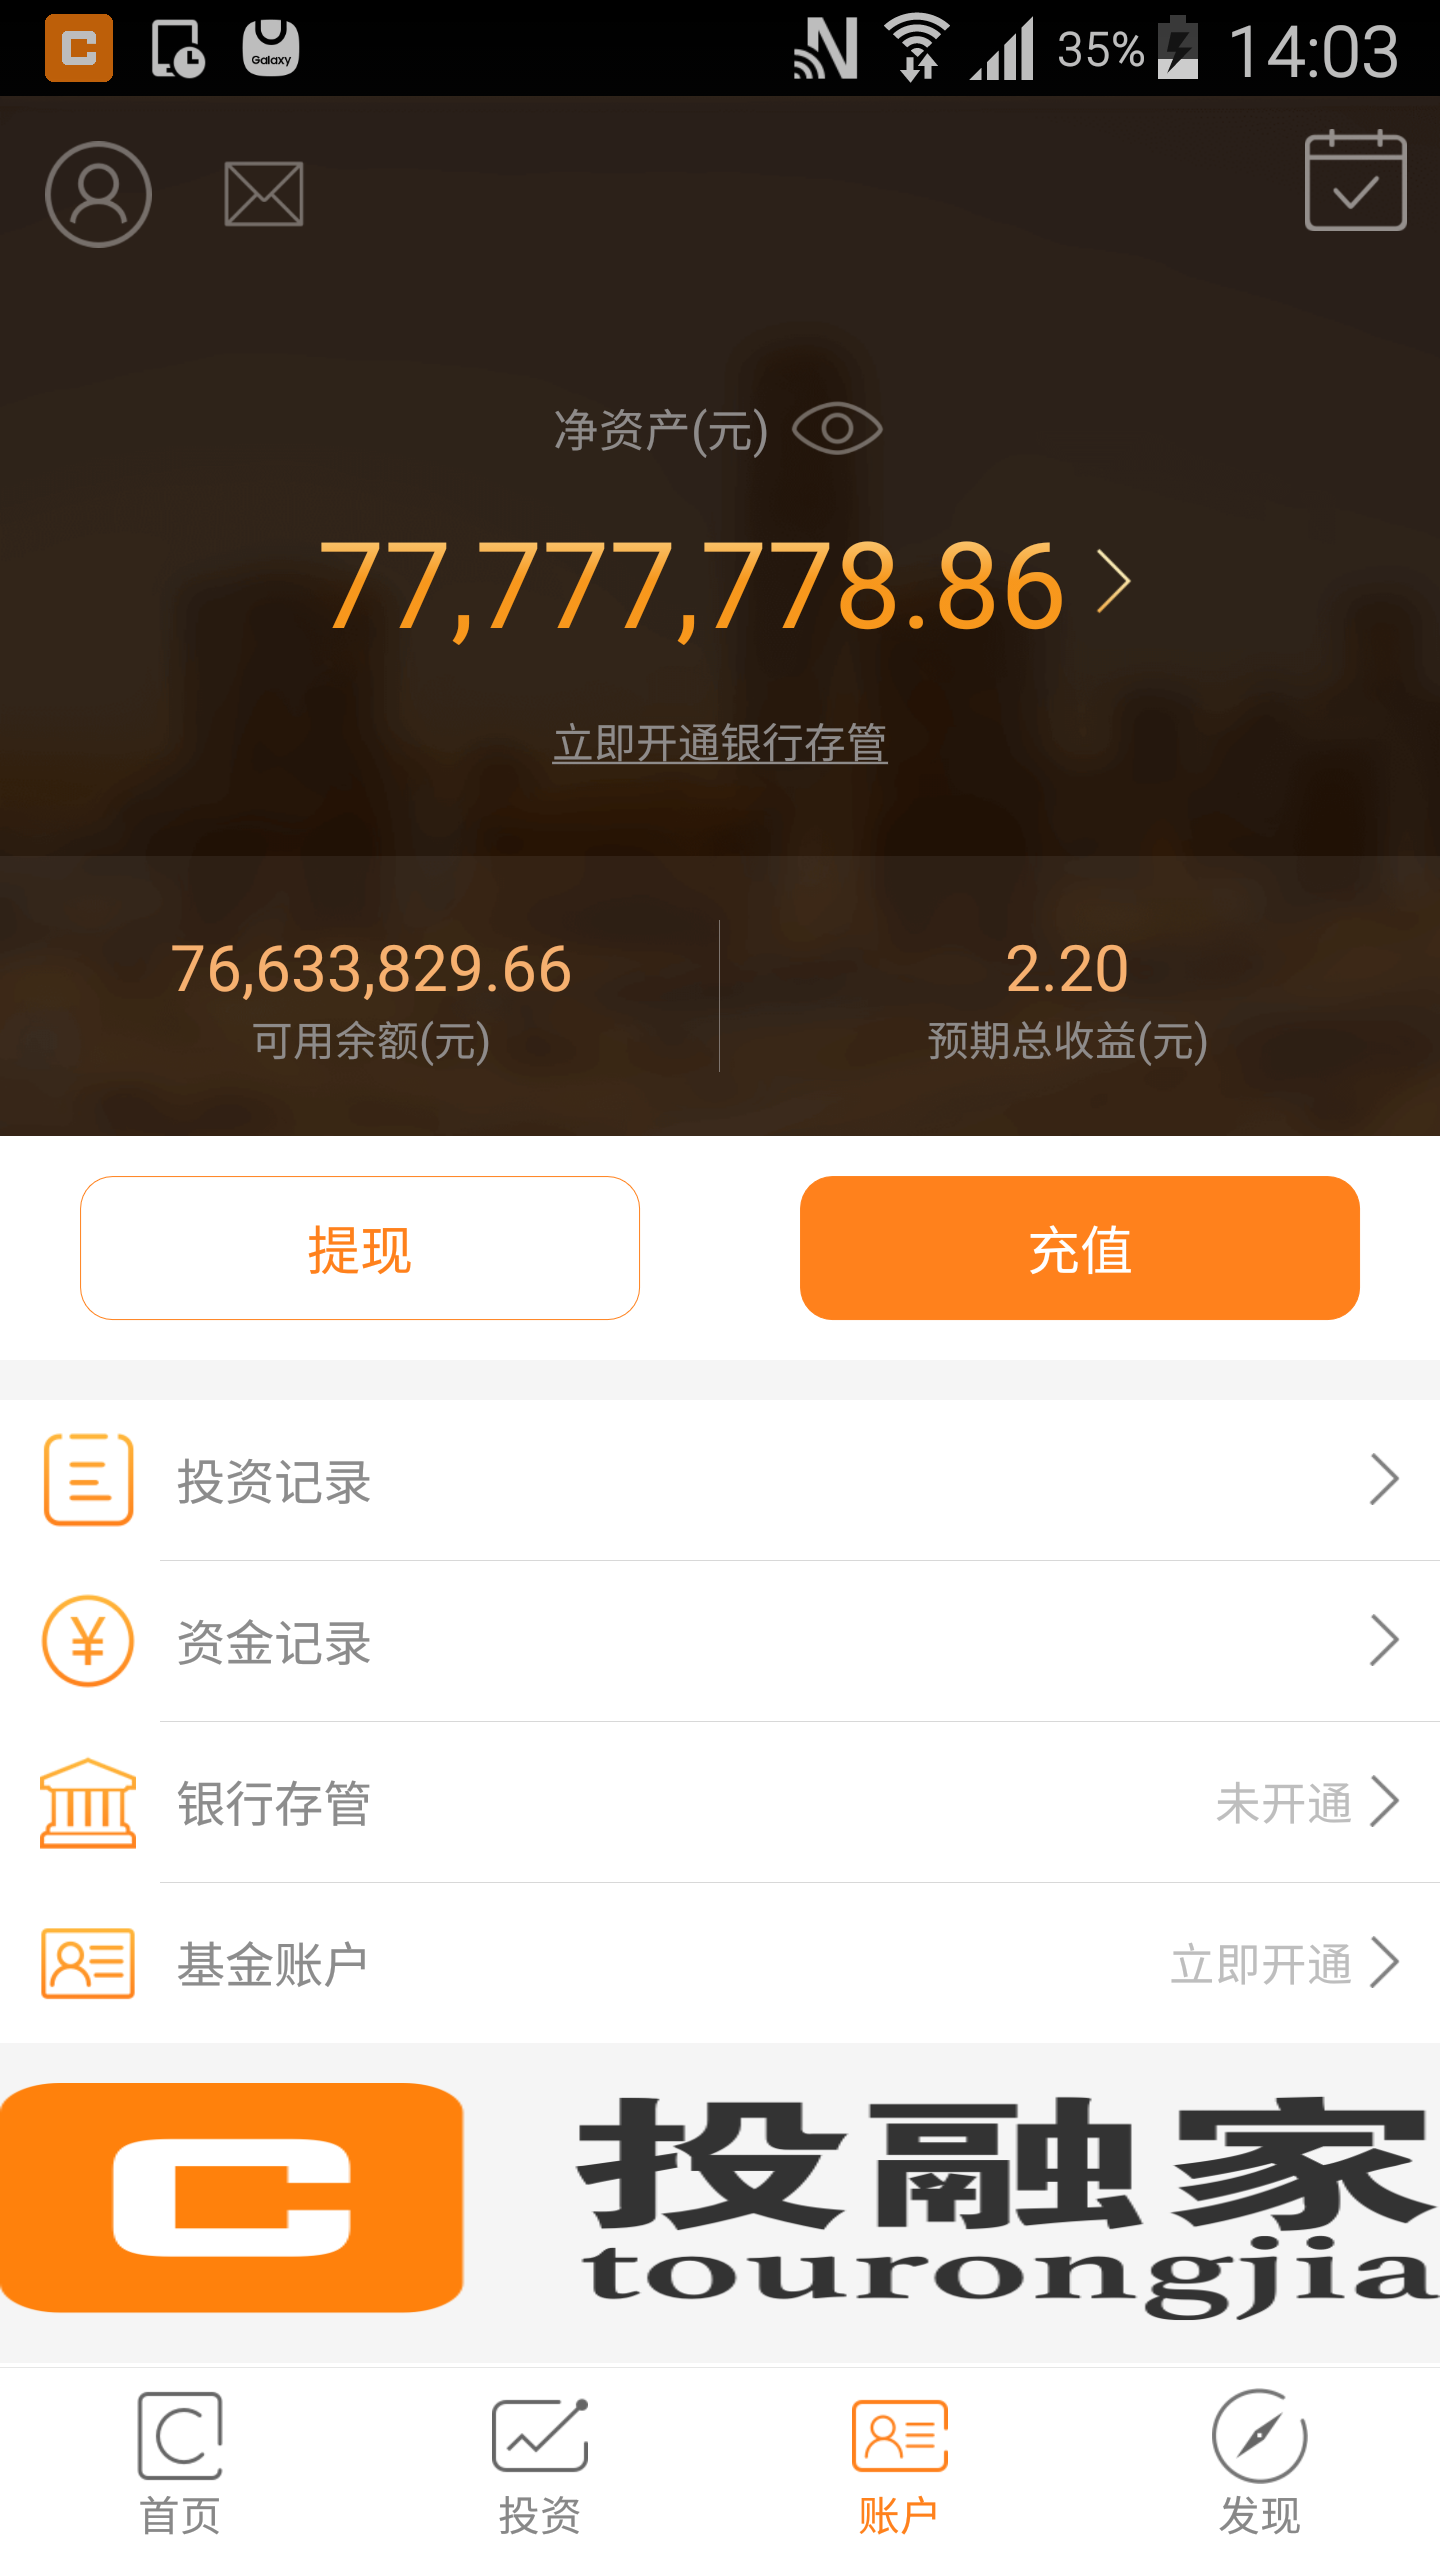 Galaxy
35%
14:03
净资产(元)
77,777,778.86
立即开通银行存管
76,633,829.66
2.20
可用余额(元)
预期总收益(元)
提现
充值
投资记录
资金记录
银行存管
未开通
基金账户
立即开通
投融家
tourongjia
首页
投资
账户
发现